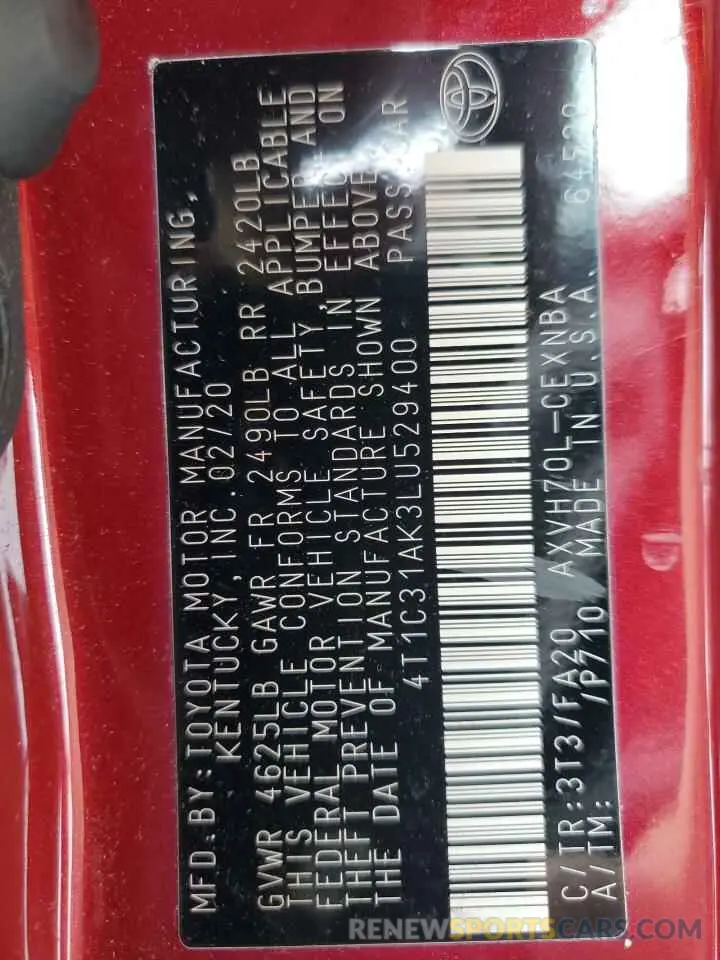 MFD.BY:TOYOTA MOTOR MANUFACTURING,
KENTUCKY, INC.02/20
GVWR 4625LB GAWR FR 2490LB RR 2420LB
THIS VEHICLE CONFORMS TO ALL APPLICABLE
FEDERAL MOTOR VEHICLE SAFETY,BUMPER AND
THEFT PREVENTION STANDARDS IN EFFECT ON
THE DATE OF MANUFACTURE SHOWN ABOVE.
4T1C31AK3LU529400 PASS.CAR
C/TR:3T3/FA20 AXVH70L-CEXNBA 64532
A/TM: /P710 MADE IN U.S.A.
RENEWSPORTSCARS.COM